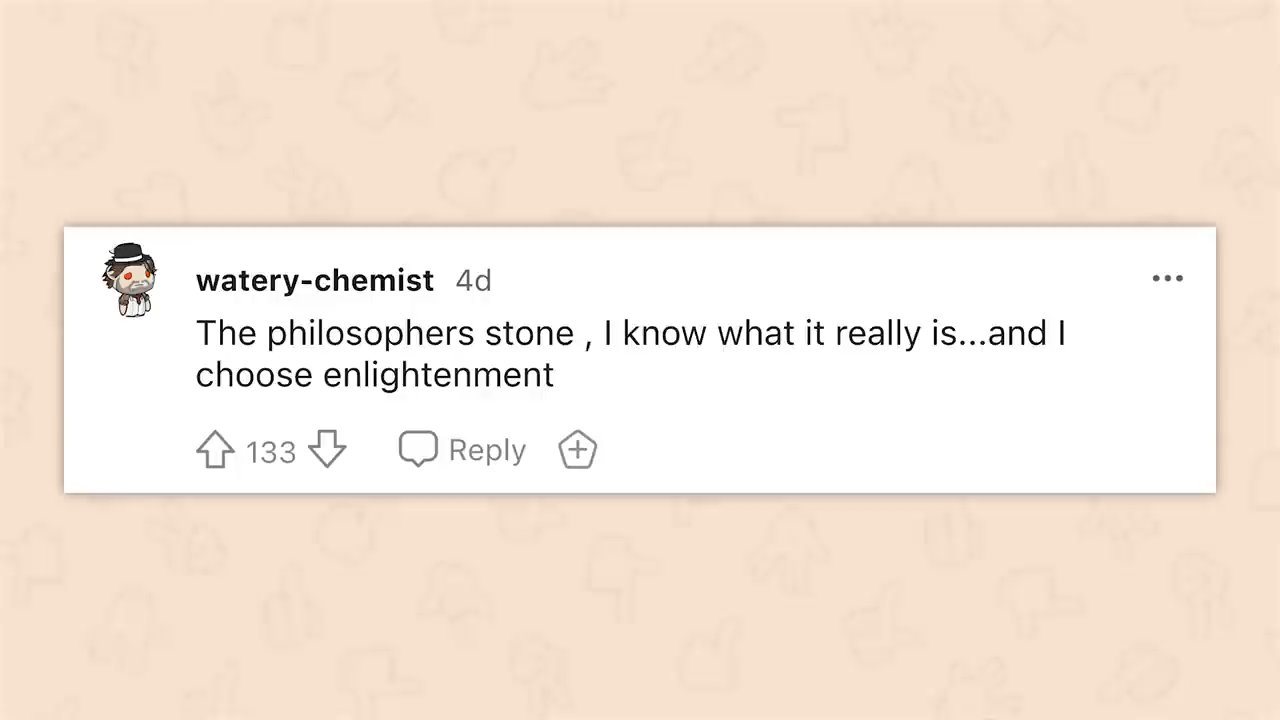 watery-chemist 4d
The philosophers stone , I know what it really is...and I
choose enlightenment
133 Reply